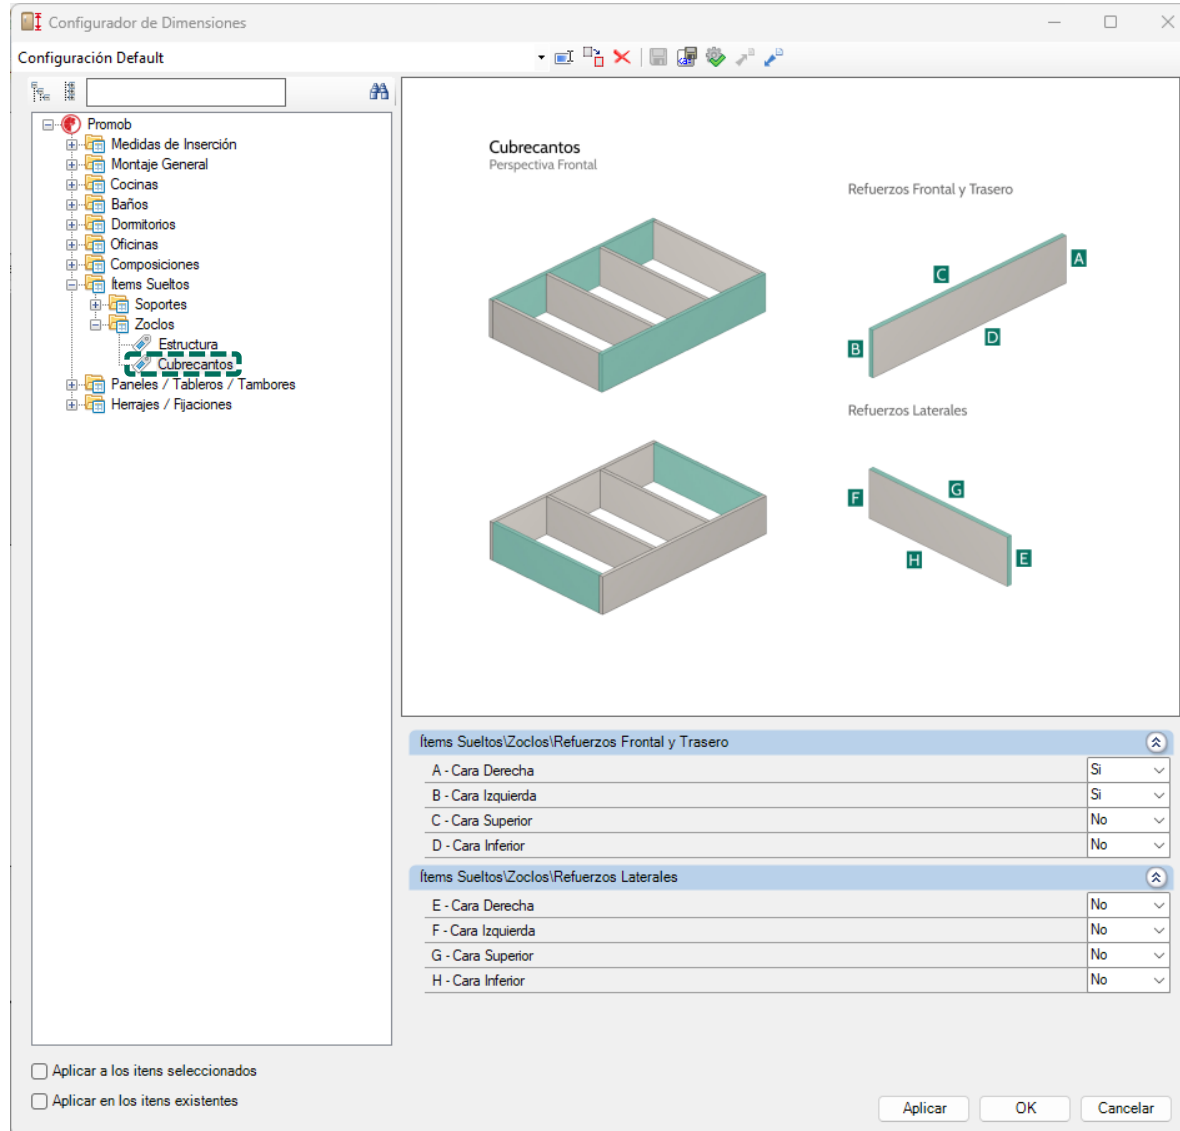 Configurador de Dimensiones
Configuración Default
Promob
Medidas de Inserción
Montaje General
Cocinas
Baños
Dormitorios
Oficinas
Composiciones
Ítems Sueltos
Soportes
Zoclos
Estructura
Cubrecantos
Paneles / Tableros / Tambores
Herrajes / Fijaciones
Cubrecantos
Perspectiva Frontal
Refuerzos Frontal y Trasero
A
C
D
B
Refuerzos Laterales
F
G
H
E
Ítems Sueltos\Zoclos\Refuerzos Frontal y Trasero
A - Cara Derecha Si
B - Cara Izquierda Si
C - Cara Superior No
D - Cara Inferior No
Ítems Sueltos\Zoclos\Refuerzos Laterales
E - Cara Derecha No
F - Cara Izquierda No
G - Cara Superior No
H - Cara Inferior No
Aplicar a los itens seleccionados
Aplicar en los itens existentes
Aplicar OK Cancelar